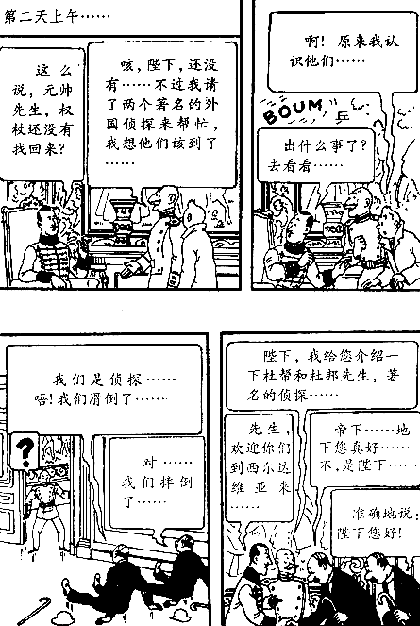 第二天上午······
这么
说，元帅
先生，权
杖还没有
找回来？
咳，陛下，还没
有······不过我请
了两个著名的外
国侦探来帮忙，
我想他们该到了
······
啊！原来我认
识他们······
BOUM
乒
出什么事了？
去看看······
我们是侦探······
唔！我们滑倒了······
?
对······
我们摔倒
了······
陛下，我给您介绍一
下杜帮和杜邦先生，著
名的侦探······
先生，
欢迎你们
到西尔达
维亚来
······
帝下······地
下您真好······
不，是陛下······
准确地说：
陛下您好！